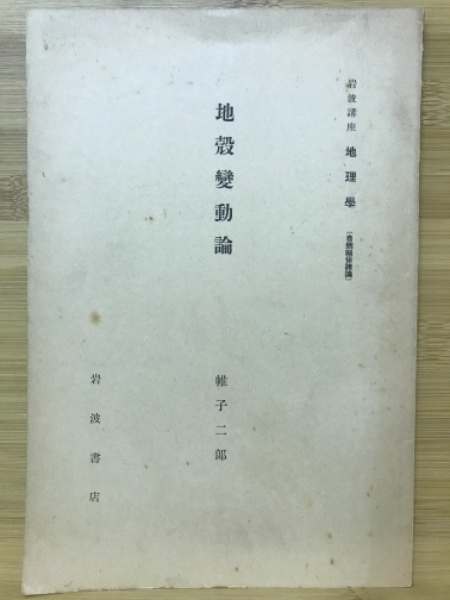 岩波講座 地理學
地殼變動論
帷子二郎
岩波書店